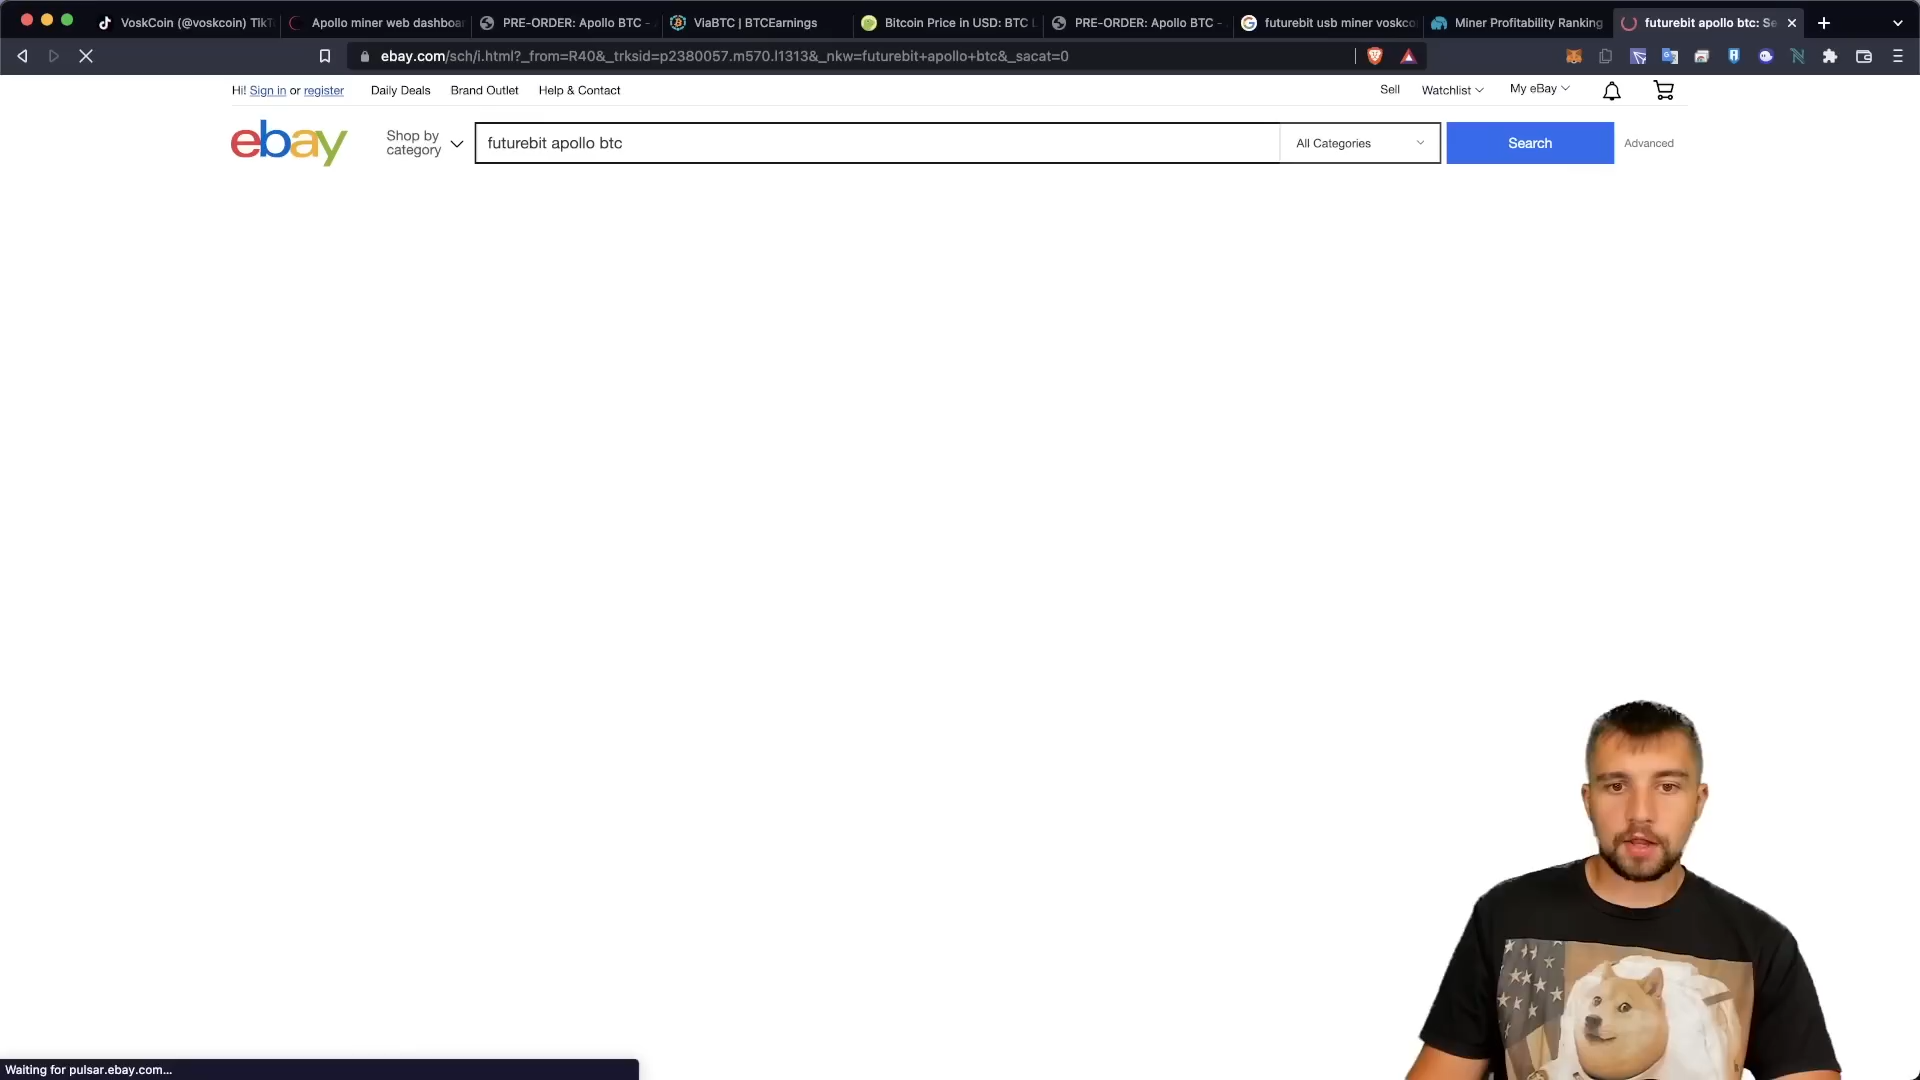 VoskCoin (@voskcoin) TikT
Apollo miner web dashboar
PRE-ORDER: Apollo BTC -
ViaBTC | BTCEarnings
Bitcoin Price in USD: BTC L
PRE-ORDER: Apollo BTC -
futurebit usb miner voskco
Miner Profitability Ranking
futurebit apollo btc: Se
ebay.com/sch/i.html?_from=R40&_trksid=p2380057.m570.l1313&_nkw=futurebit+apollo+btc&_sacat=0
Hi! Sign in or register
Daily Deals
Brand Outlet
Help & Contact
Sell
Watchlist
My eBay
ebay
Shop by
category
futurebit apollo btc
All Categories
Search
Advanced
Waiting for pulsar.ebay.com...